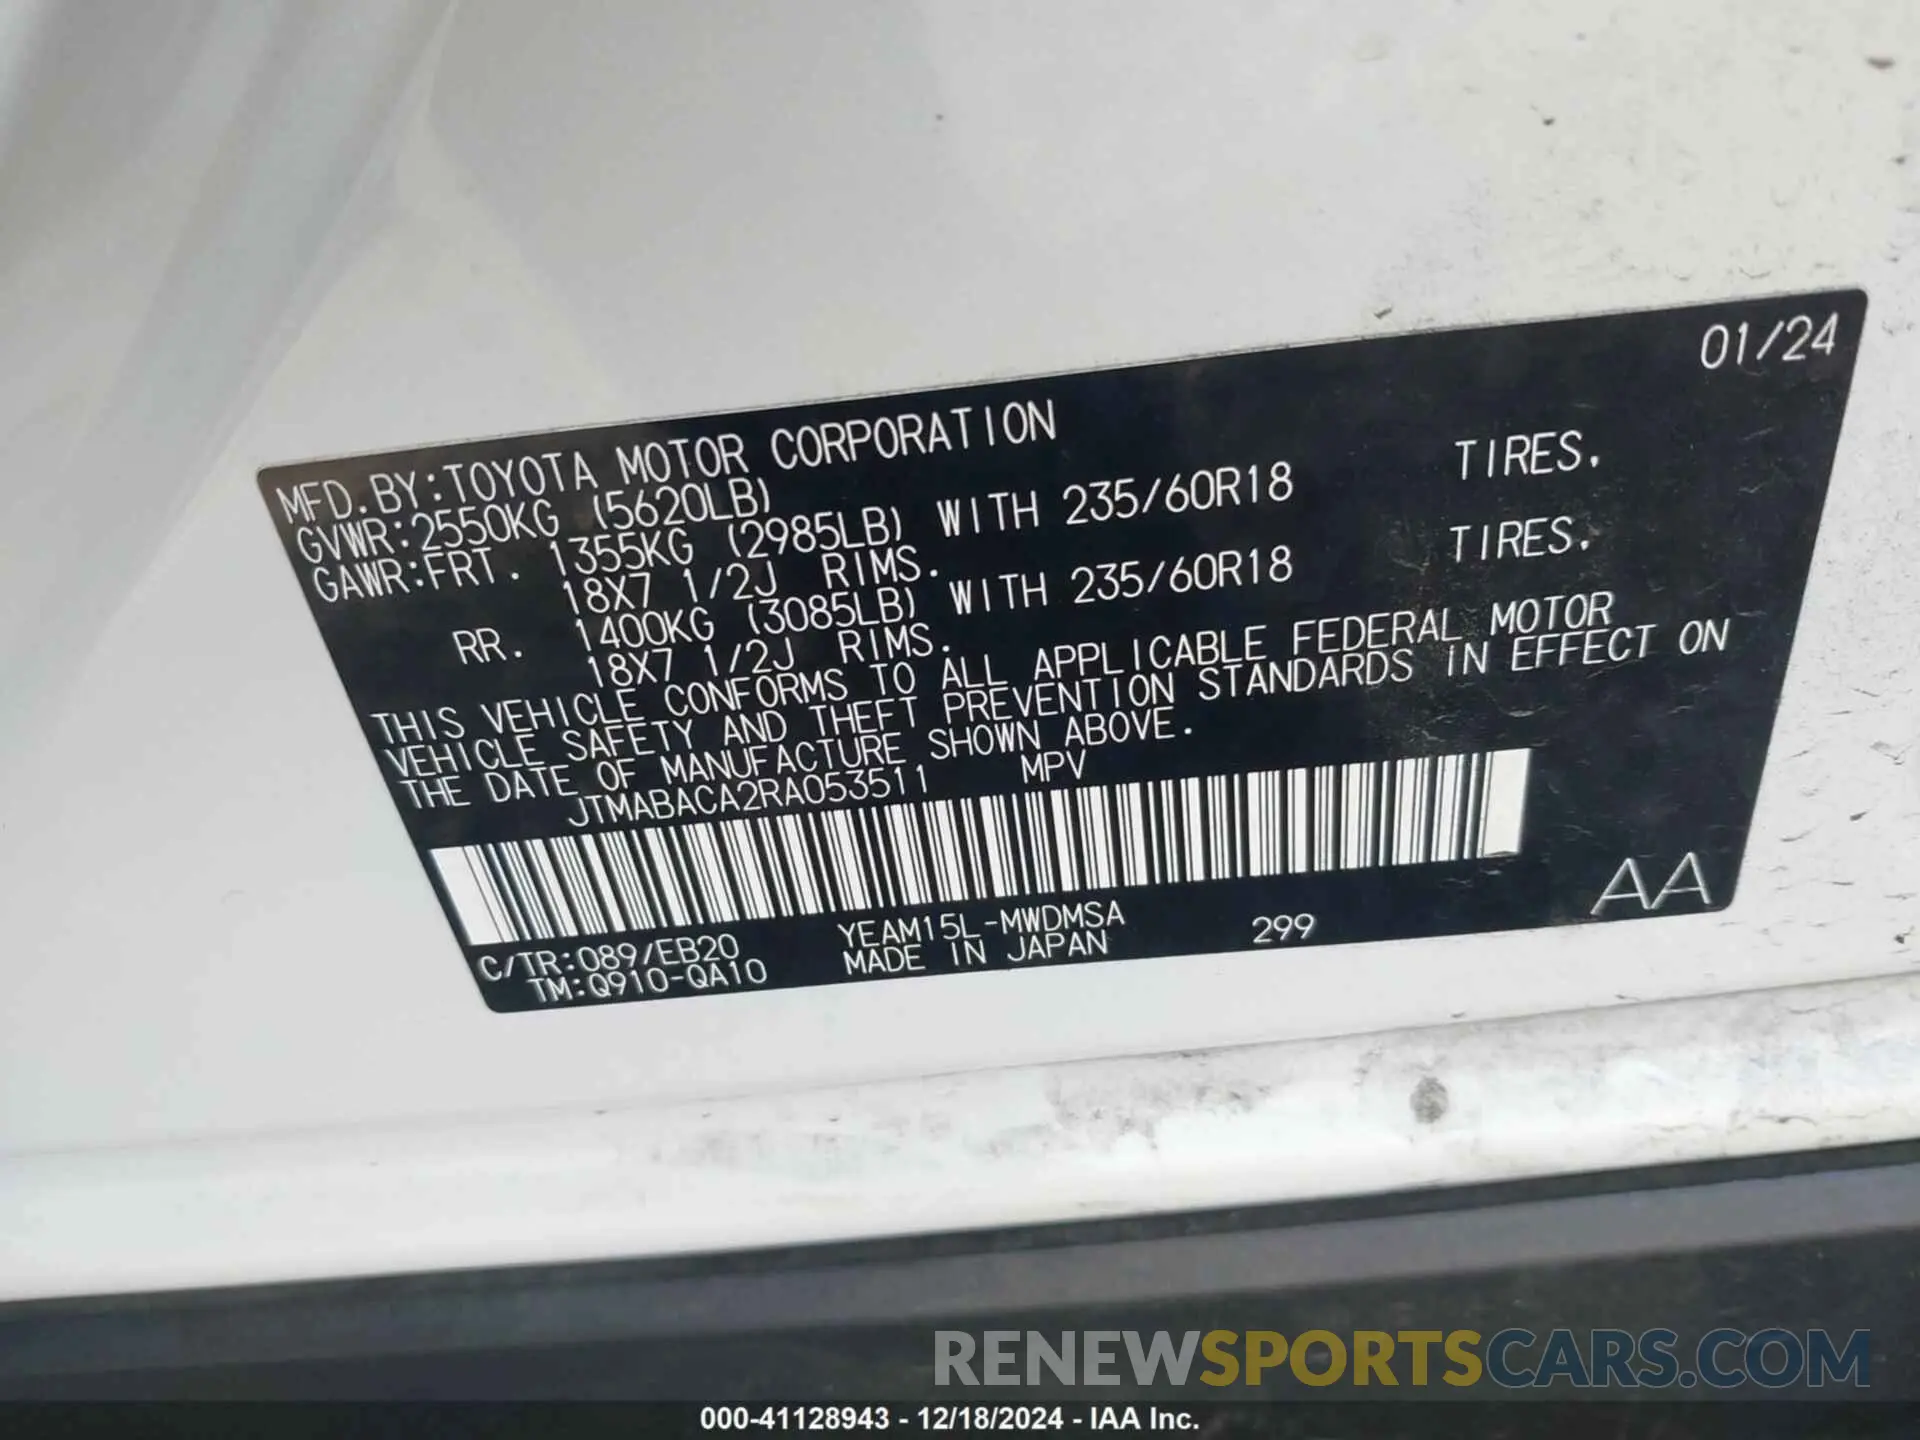 01/24
MFD.BY:TOYOTA MOTOR CORPORATION
GVWR:2550KG (5620LB)
GAWR:FRT. 1355KG (2985LB) WITH 235/60R18 TIRES.
18X7 1/2J RIMS.
RR. 1400KG (3085LB) WITH 235/60R18 TIRES.
18X7 1/2J RIMS.
THIS VEHICLE CONFORMS TO ALL APPLICABLE FEDERAL MOTOR
VEHICLE SAFETY AND THEFT PREVENTION STANDARDS IN EFFECT ON
THE DATE OF MANUFACTURE SHOWN ABOVE.
JTMABACA2RA053511 MPV
C/TR:089/EB20 YEAM15L-MWDMSA 299 AA
TM:Q910-QA10 MADE IN JAPAN
RENEWSPORTSCARS.COM
000-41128943 - 12/18/2024 - IAA Inc.